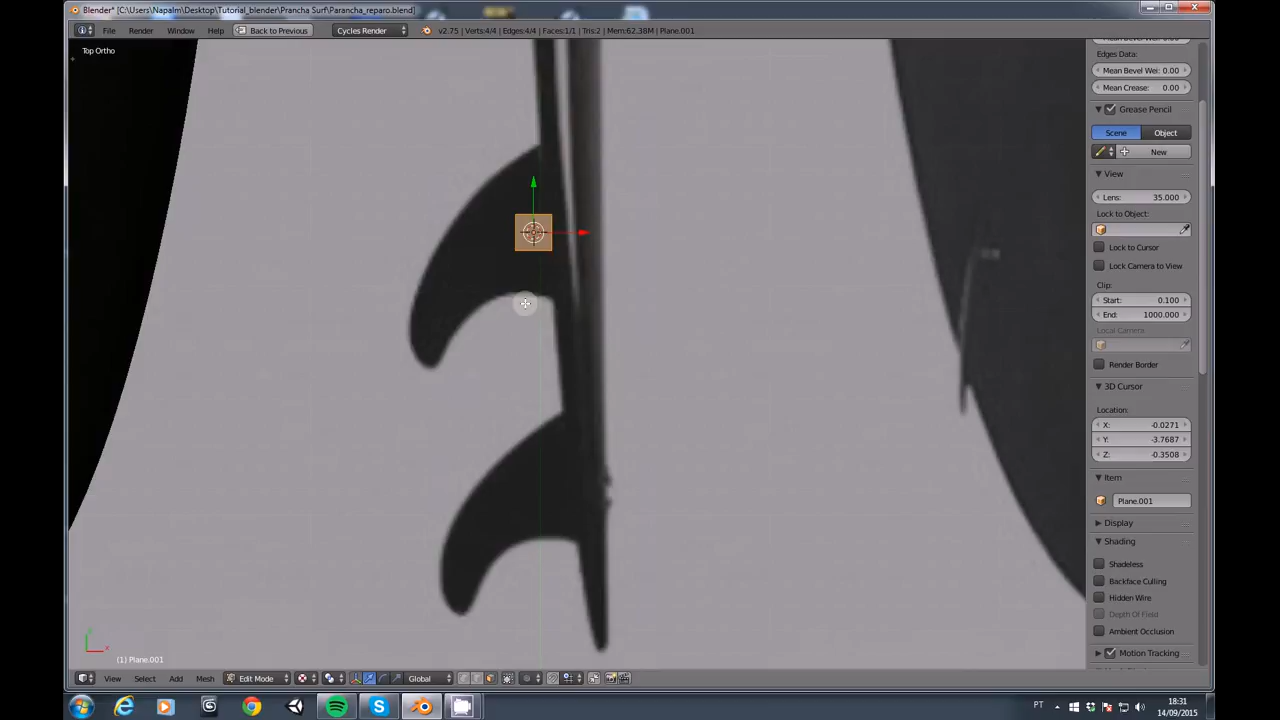 Blender* [C:\Users\Napalm\Desktop\Tutorial_blender\Prancha Surf\Parancha_reparo.blend]
File Render Window Help Back to Previous Cycles Render v2.75 | Verts:4/4 | Edges:4/4 | Faces:1/1 | Tris:2 | Mem:62.38M | Plane.001
Top Ortho
Edges Data:
Mean Bevel Wei: 0.00
Mean Crease: 0.00
Grease Pencil
Scene Object
New
View
Lens: 35.000
Lock to Object:
Lock to Cursor
Lock Camera to View
Clip:
Start: 0.100
End: 1000.000
Local Camera:
Render Border
3D Cursor
Location:
X: -0.0271
Y: -3.7687
Z: -0.3508
Item
Plane.001
Display
Shading
Shadeless
Backface Culling
Hidden Wire
Depth Of Field
Ambient Occlusion
Motion Tracking
(1) Plane.001
View Select Add Mesh Edit Mode Global
PT 18:31
14/09/2015